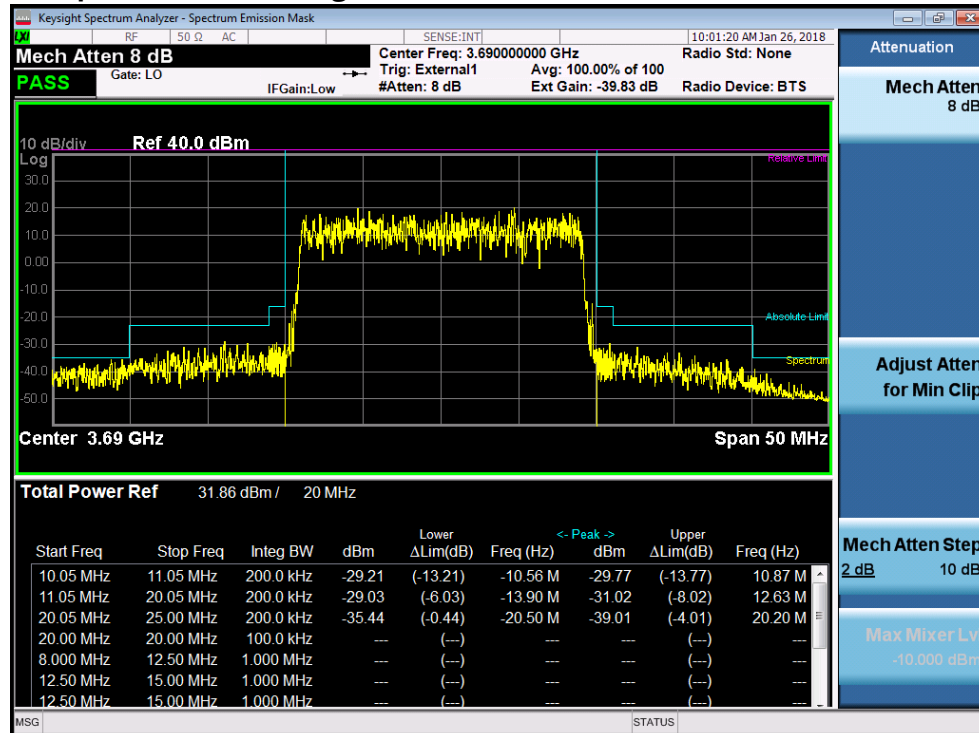 Keysight Spectrum Analyzer - Spectrum Emission Mask
LXI RF 50 Ω AC SENSE:INT 10:01:20 AM Jan 26, 2018
Mech Atten 8 dB Center Freq: 3.690000000 GHz Radio Std: None
PASS Gate: LO Trig: External1 Avg: 100.00% of 100
IFGain:Low #Atten: 8 dB Ext Gain: -39.83 dB Radio Device: BTS
10 dB/div Ref 40.0 dBm
Log
Relative Limit
30.0
20.0
10.0
0.00
-10.0
-20.0
Absolute Limit
-30.0
Spectrum
-40.0
-50.0
Center 3.69 GHz Span 50 MHz
Total Power Ref 31.86 dBm / 20 MHz
Lower <- Peak -> Upper
Start Freq Stop Freq Integ BW dBm ΔLim(dB) Freq (Hz) dBm ΔLim(dB) Freq (Hz)
10.05 MHz 11.05 MHz 200.0 kHz -29.21 (-13.21) -10.56 M -29.77 (-13.77) 10.87 M
11.05 MHz 20.05 MHz 200.0 kHz -29.03 (-6.03) -13.90 M -31.02 (-8.02) 12.63 M
20.05 MHz 25.00 MHz 200.0 kHz -35.44 (-0.44) -20.50 M -39.01 (-4.01) 20.20 M
20.00 MHz 20.00 MHz 100.0 kHz --- (---) --- --- (---) ---
8.000 MHz 12.50 MHz 1.000 MHz --- (---) --- --- (---) ---
12.50 MHz 15.00 MHz 1.000 MHz --- (---) --- --- (---) ---
12.50 MHz 15.00 MHz 1.000 MHz --- (---) --- --- (---) ---
MSG STATUS
Attenuation
Mech Atten
8 dB
Adjust Atten
for Min Clip
Mech Atten Step
2 dB 10 dB
Max Mixer Lv
-10.000 dBm